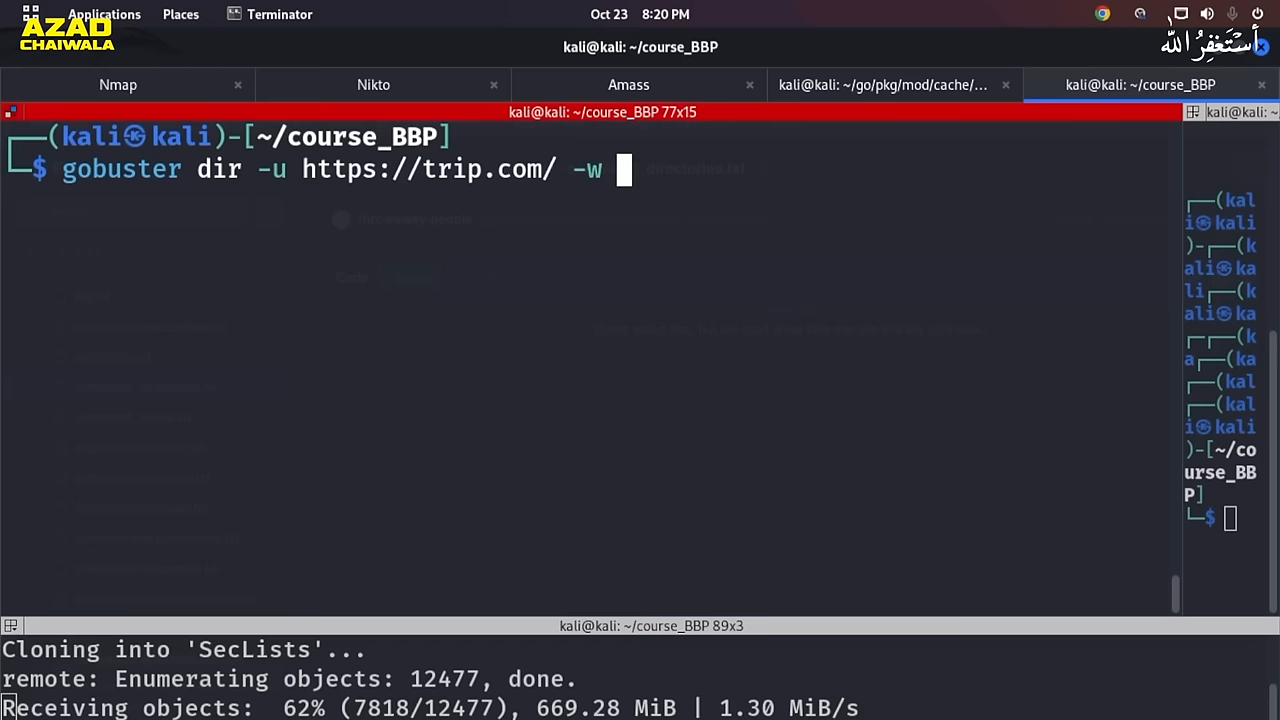 Applications Places Terminator Oct 23 8:20 PM
AZAD
CHAIWALA
أستغفر الله
kali@kali: ~/course_BBP
Nmap × Nikto × Amass × kali@kali: ~/go/pkg/mod/cache/... × kali@kali: ~/course_BBP ×
kali@kali: ~/course_BBP 77x15
kali@kali: ~
┌──(kali㉿kali)-[~/course_BBP]
└─$ gobuster dir -u https://trip.com/ -w
directories.txt
Code
┌──(kal
i㉿kali
)-┌──(k
ali㉿ka
li┌──(k
ali㉿ka
┌─┌──(k
a┌──(ka
┌──(kal
┌──(kal
i㉿kali
)-[~/co
urse_BB
P]
└─$
kali@kali: ~/course_BBP 89x3
Cloning into 'SecLists'...
remote: Enumerating objects: 12477, done.
Receiving objects: 62% (7818/12477), 669.28 MiB | 1.30 MiB/s